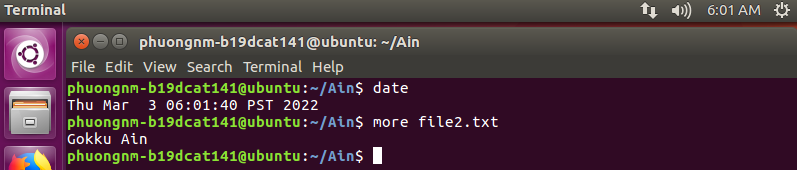 Terminal 6:01 AM
phuongnm-b19dcat141@ubuntu: ~/Ain
File Edit View Search Terminal Help
phuongnm-b19dcat141@ubuntu:~/Ain$ date
Thu Mar  3 06:01:40 PST 2022
phuongnm-b19dcat141@ubuntu:~/Ain$ more file2.txt
Gokku Ain
phuongnm-b19dcat141@ubuntu:~/Ain$